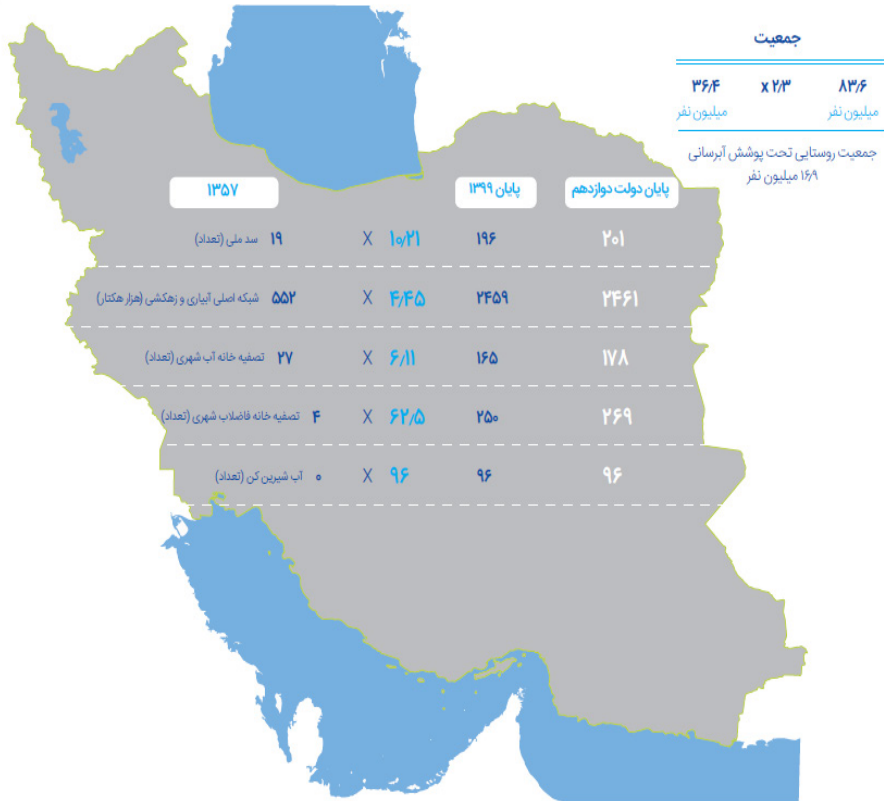 جمعیت
۸۳٫۶ x ۲٫۳ ۳۶٫۴
میلیون نفر میلیون نفر
جمعیت روستایی تحت پوشش آبرسانی
۱۶٫۹ میلیون نفر
پایان دولت دوازدهم پایان ۱۳۹۹ ۱۳۵۷
۲۰۱ ۱۹۶ ۱۰٫۲۱ X ۱۹ سد ملی (تعداد)
۲۴۶۱ ۲۴۵۹ ۴٫۴۵ X ۵۵۲ شبکه اصلی آبیاری و زهکشی (هزار هکتار)
۱۷۸ ۱۶۵ ۶٫۱۱ X ۲۷ تصفیه خانه آب شهری (تعداد)
۲۶۹ ۲۵۰ ۶۲٫۵ X ۴ تصفیه خانه فاضلاب شهری (تعداد)
۹۶ ۹۶ ۹۶ X ۰ آب شیرین کن (تعداد)